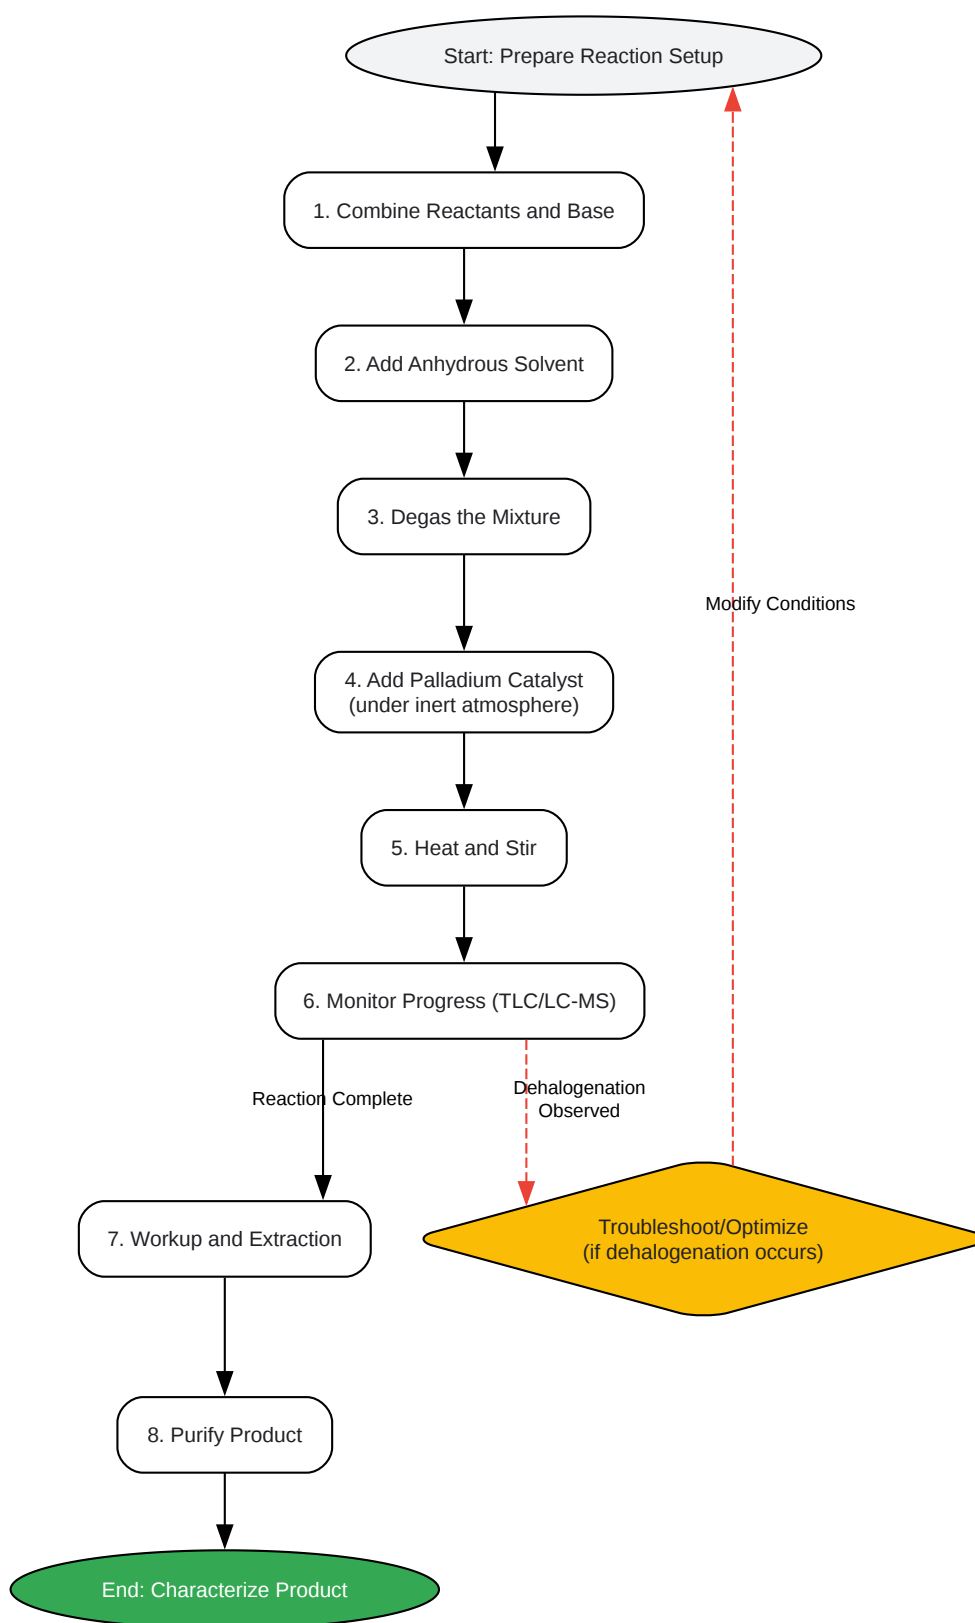 Start: Prepare Reaction Setup
1. Combine Reactants and Base
2. Add Anhydrous Solvent
3. Degas the Mixture
Modify Conditions
4. Add Palladium Catalyst
(under inert atmosphere)
5. Heat and Stir
6. Monitor Progress (TLC/LC-MS)
Reaction Complete
Dehalogenation
Observed
7. Workup and Extraction
Troubleshoot/Optimize
(if dehalogenation occurs)
8. Purify Product
End: Characterize Product